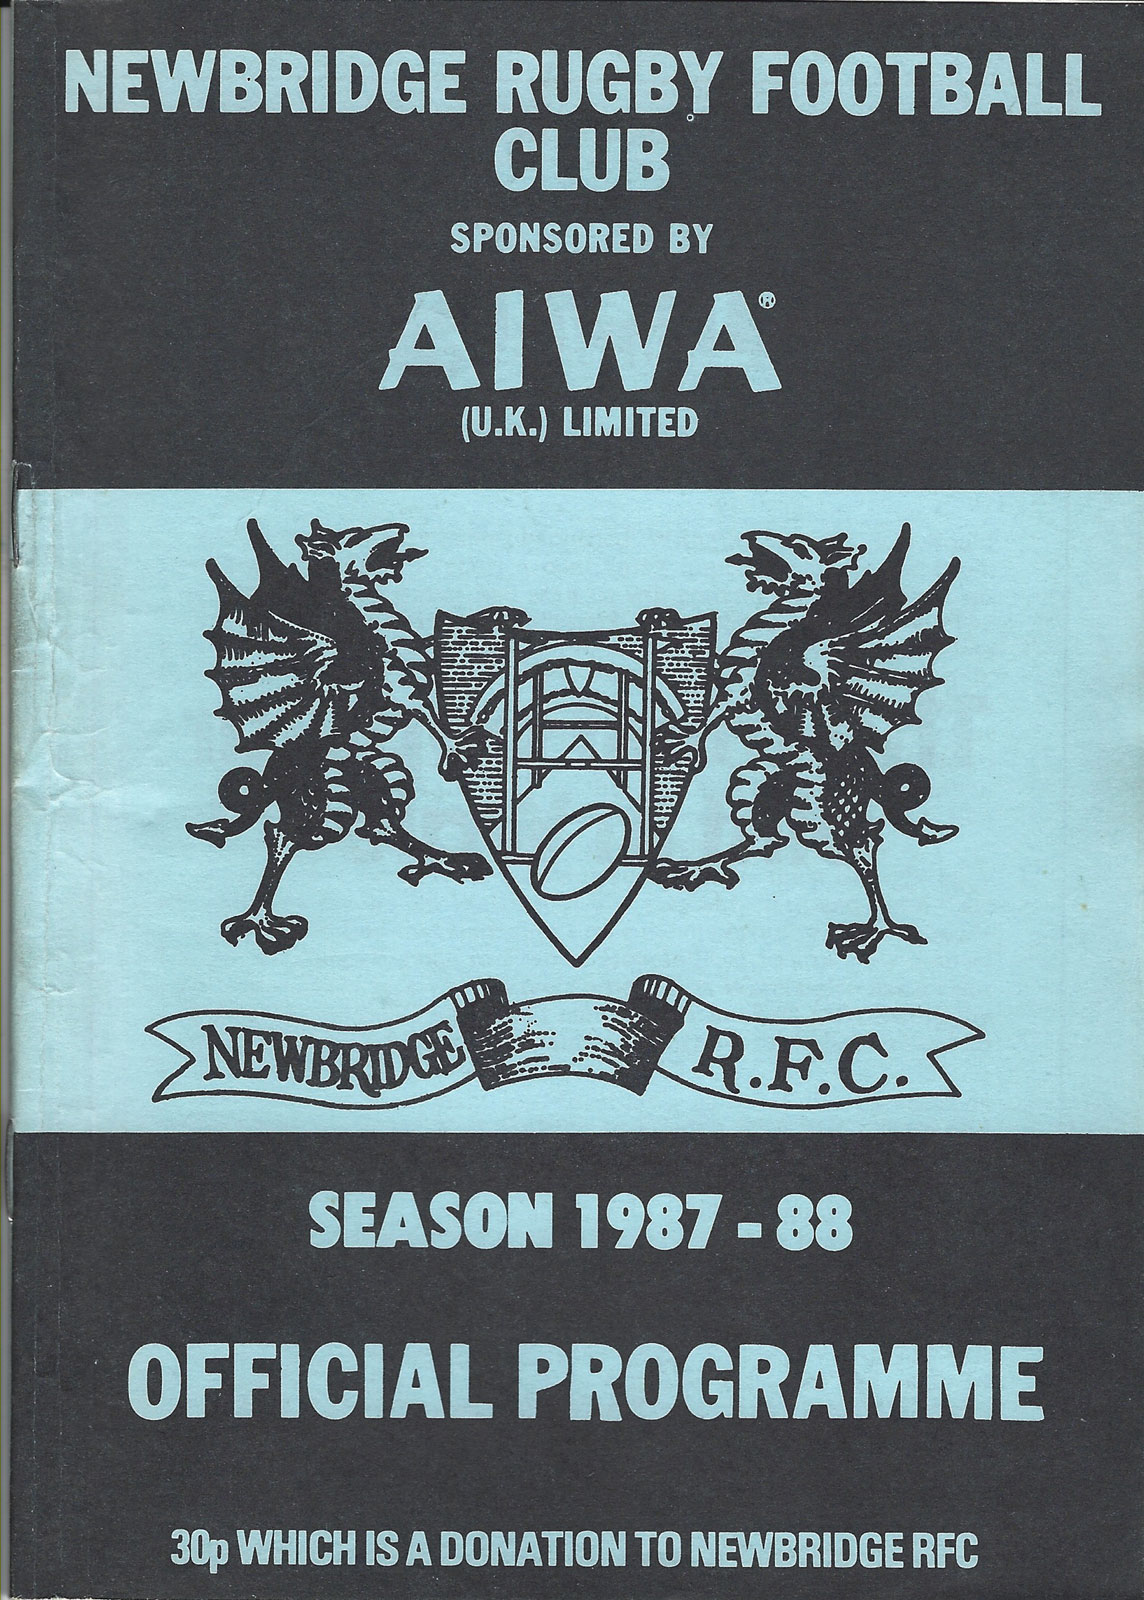 NEWBRIDGE RUGBY FOOTBALL
CLUB
SPONSORED BY
AIWA®
(U.K.) LIMITED
NEWBRIDGE R.F.C.
SEASON 1987 - 88
OFFICIAL PROGRAMME
30p WHICH IS A DONATION TO NEWBRIDGE RFC